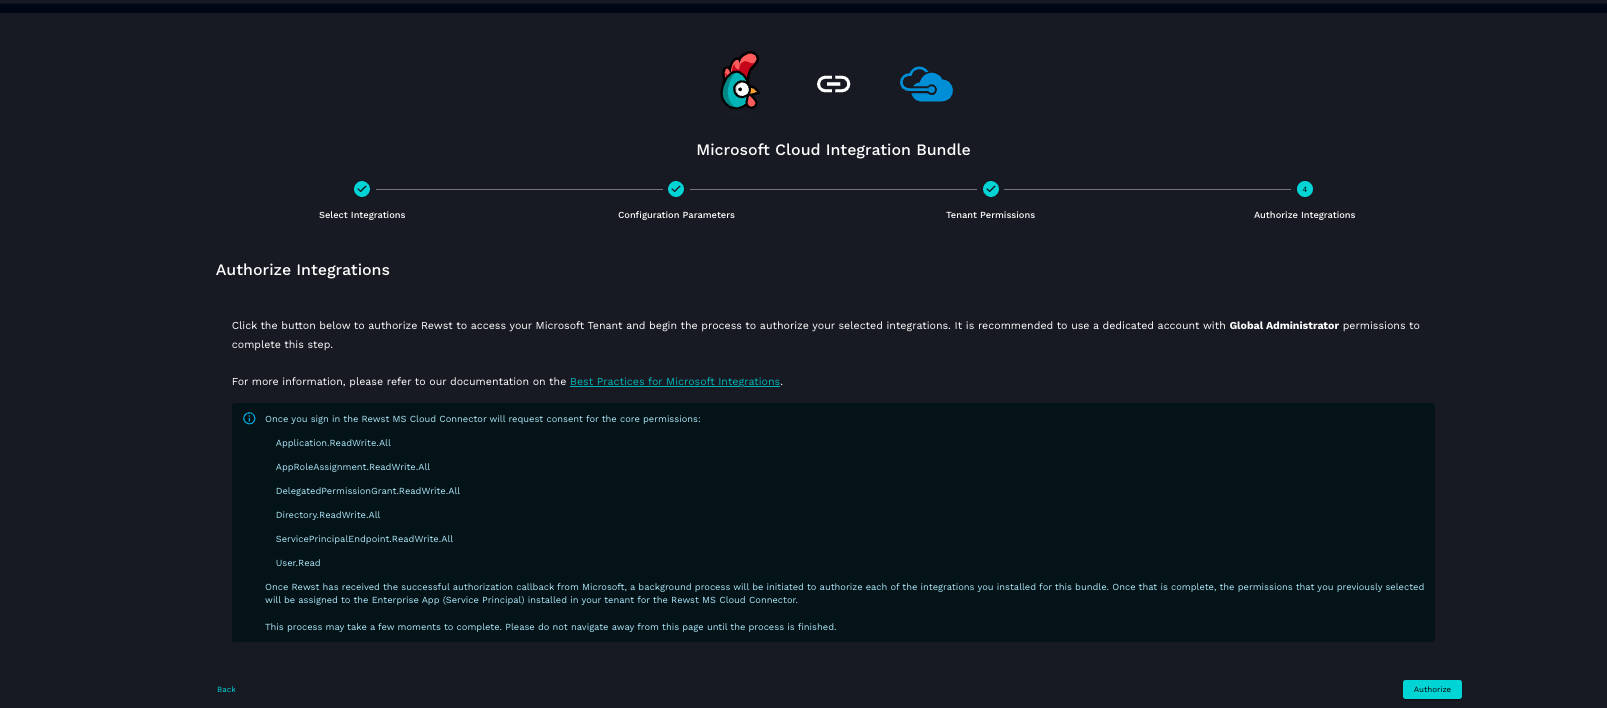 Microsoft Cloud Integration Bundle
4
Select Integrations
Configuration Parameters
Tenant Permissions
Authorize Integrations
Authorize Integrations
Click the button below to authorize Rewst to access your Microsoft Tenant and begin the process to authorize your selected integrations. It is recommended to use a dedicated account with Global Administrator permissions to
complete this step.
For more information, please refer to our documentation on the Best Practices for Microsoft Integrations.
Once you sign in the Rewst MS Cloud Connector will request consent for the core permissions:
Application.ReadWrite.All
AppRoleAssignment.ReadWrite.All
DelegatedPermissionGrant.ReadWrite.All
Directory.ReadWrite.All
ServicePrincipalEndpoint.ReadWrite.All
User.Read
Once Rewst has received the successful authorization callback from Microsoft, a background process will be initiated to authorize each of the integrations you installed for this bundle. Once that is complete, the permissions that you previously selected
will be assigned to the Enterprise App (Service Principal) installed in your tenant for the Rewst MS Cloud Connector.
This process may take a few moments to complete. Please do not navigate away from this page until the process is finished.
Back
Authorize